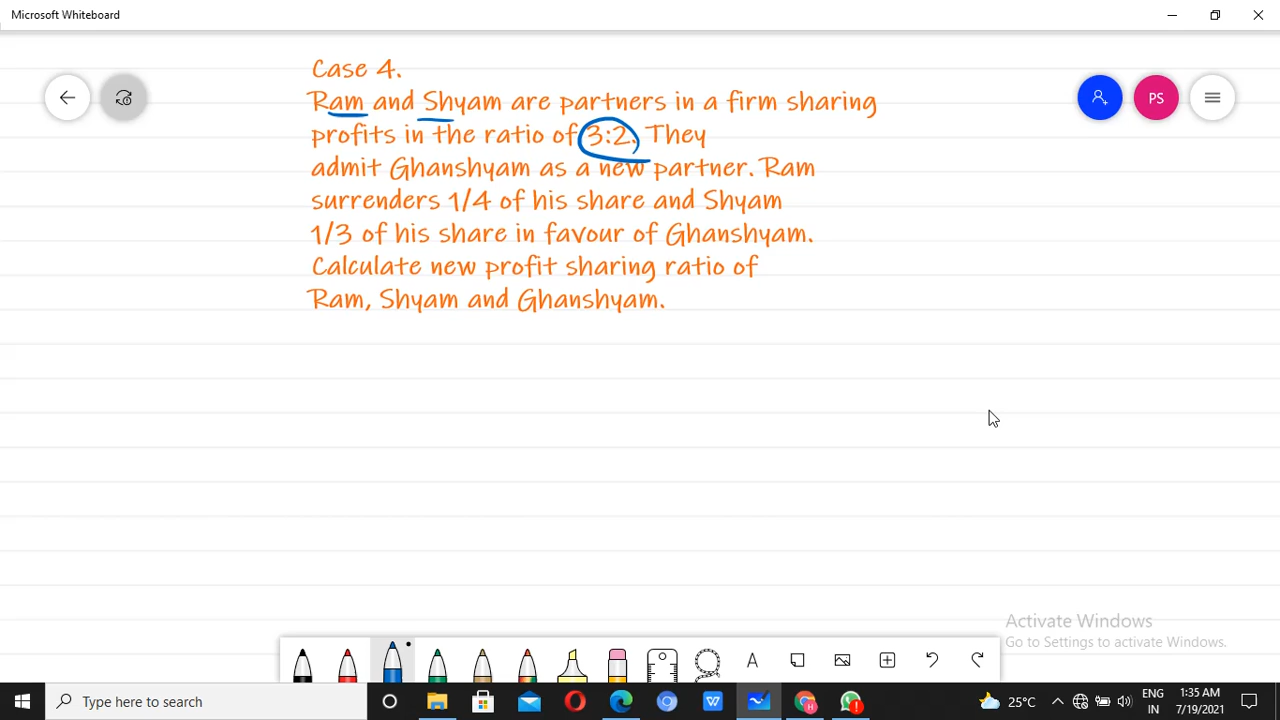 Microsoft Whiteboard
Case 4.
Ram and Shyam are partners in a firm sharing
profits in the ratio of 3:2. They
admit Ghanshyam as a new partner. Ram
surrenders 1/4 of his share and Shyam
1/3 of his share in favour of Ghanshyam.
Calculate new profit sharing ratio of
Ram, Shyam and Ghanshyam.
PS
Activate Windows
Go to Settings to activate Windows.
A
Type here to search
W
H
25°C
ENG
IN
1:35 AM
7/19/2021